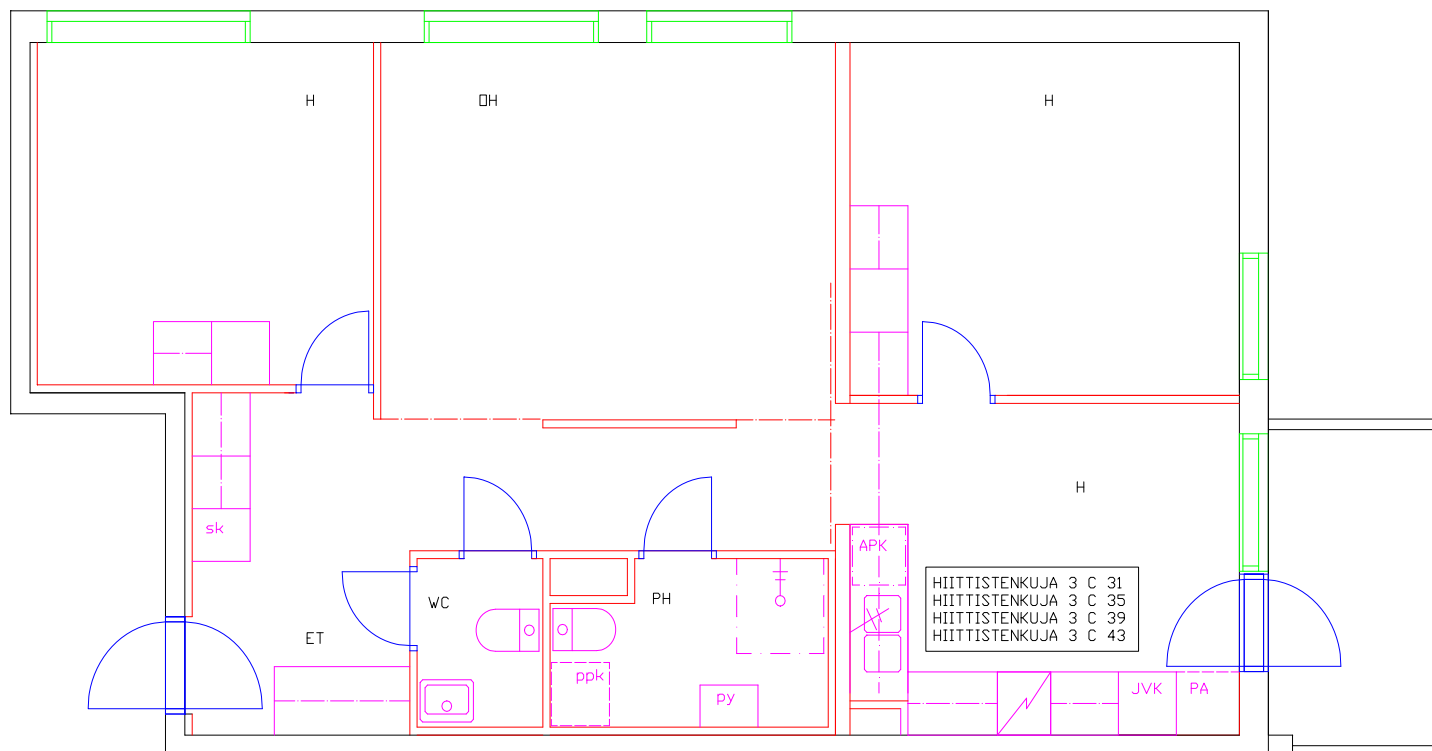 H
OH
H
H
sk
APK
HIITTISTENKUJA 3 C 31
HIITTISTENKUJA 3 C 35
HIITTISTENKUJA 3 C 39
HIITTISTENKUJA 3 C 43
WC
PH
ET
ppk
py
JVK
PA